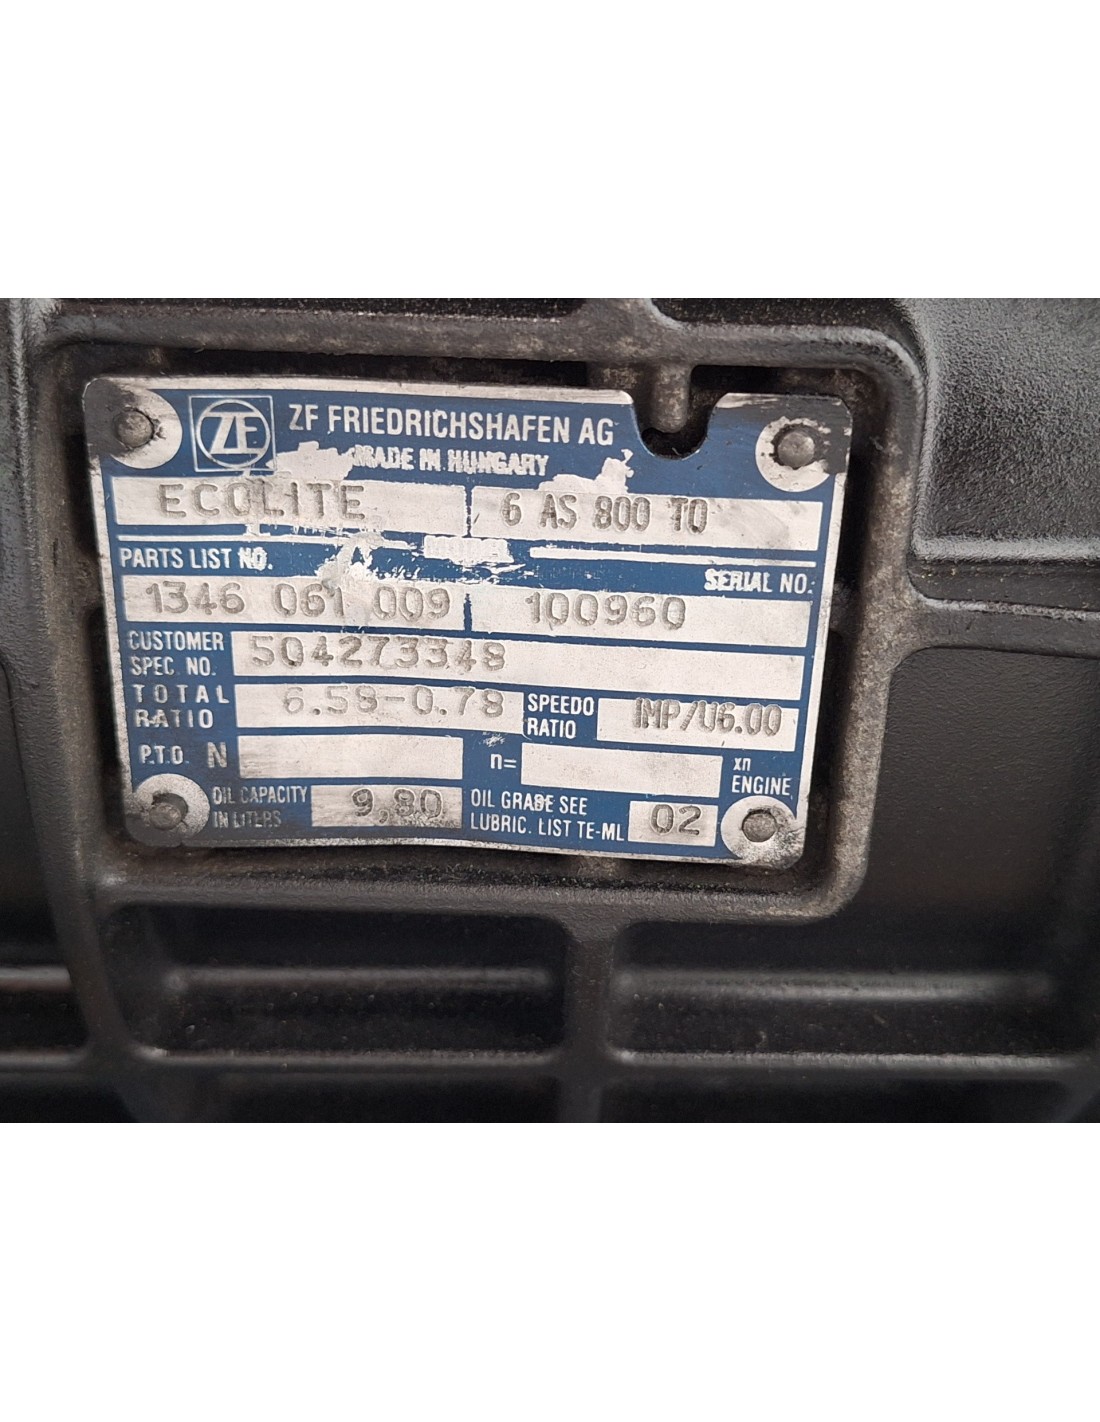 ZF
ZF FRIEDRICHSHAFEN AG
MADE IN HUNGARY
ECOLITE 6 AS 800 TO
PARTS LIST NO. SERIAL NO:
1346 061 009 100960
CUSTOMER SPEC. NO. 504273348
TOTAL RATIO 6.58-0.78 SPEEDO RATIO IMP/U6.00
P.T.O. N n= xn ENGINE
OIL CAPACITY IN LITERS 9,80 OIL GRADE SEE LUBRIC. LIST TE-ML 02